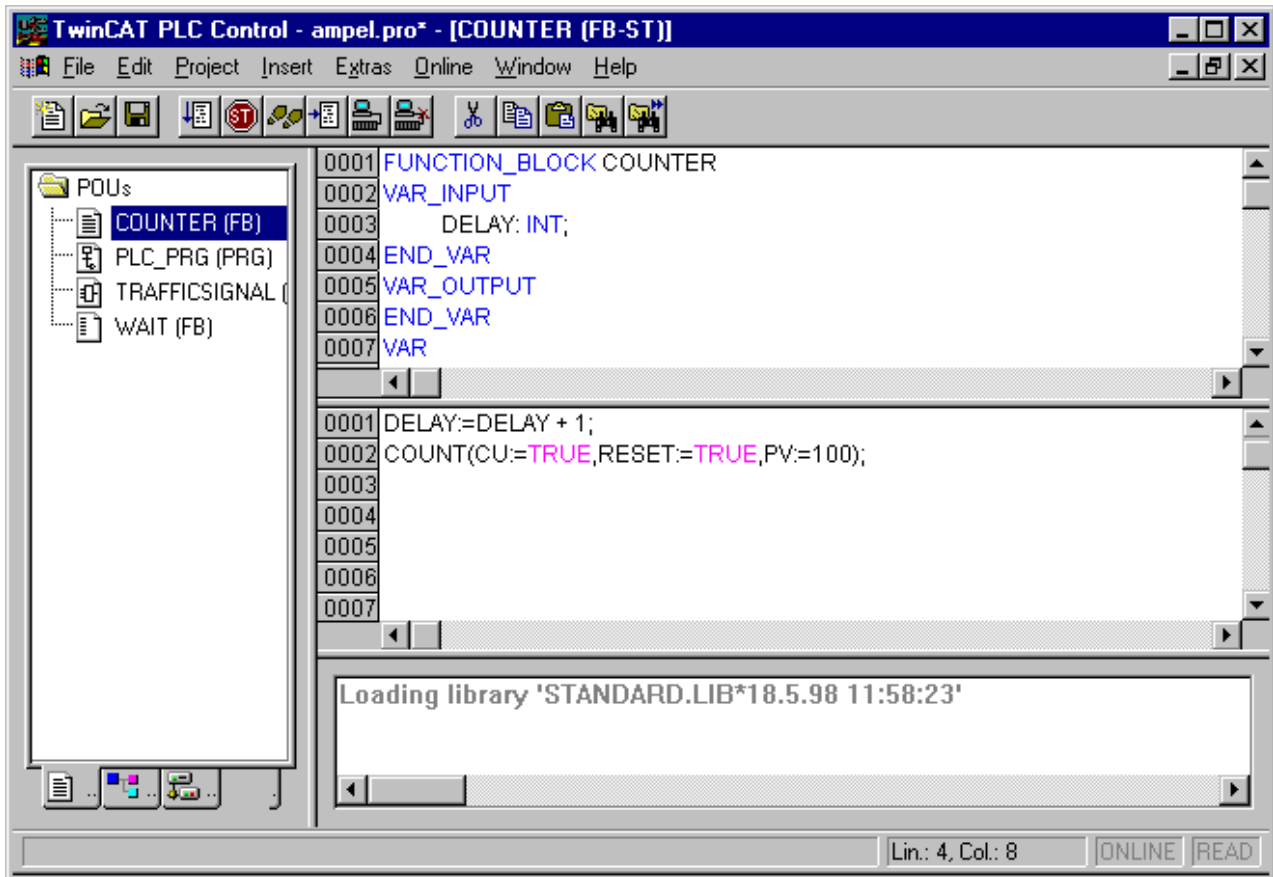 TwinCAT PLC Control - ampel.pro* - [COUNTER (FB-ST)]
File Edit Project Insert Extras Online Window Help
POUs
COUNTER (FB)
PLC_PRG (PRG)
TRAFFICSIGNAL (
WAIT (FB)
0001 FUNCTION_BLOCK COUNTER
0002 VAR_INPUT
0003 DELAY: INT;
0004 END_VAR
0005 VAR_OUTPUT
0006 END_VAR
0007 VAR
0001 DELAY:=DELAY + 1;
0002 COUNT(CU:=TRUE,RESET:=TRUE,PV:=100);
0003
0004
0005
0006
0007
Loading library 'STANDARD.LIB*18.5.98 11:58:23'
.. .. .. .
Lin.: 4, Col.: 8 ONLINE READ